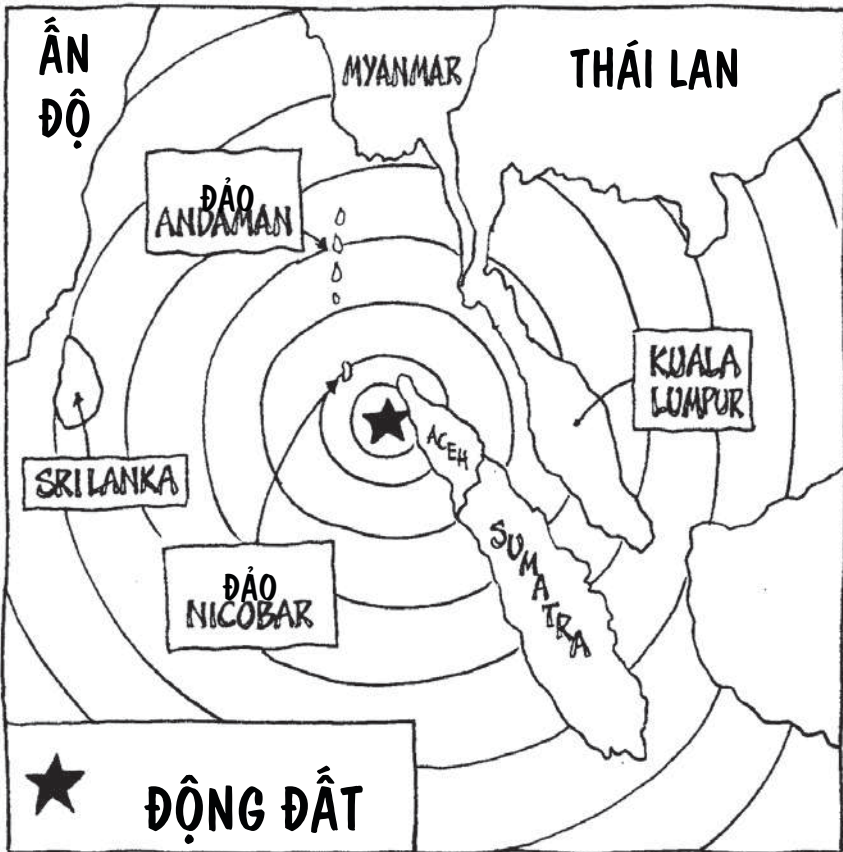 ẤN
ĐỘ
MYANMAR
THÁI LAN
ĐẢO
ANDAMAN
KUALA
LUMPUR
ACEH
SRI LANKA
SUMATRA
ĐẢO
NICOBAR
ĐỘNG ĐẤT